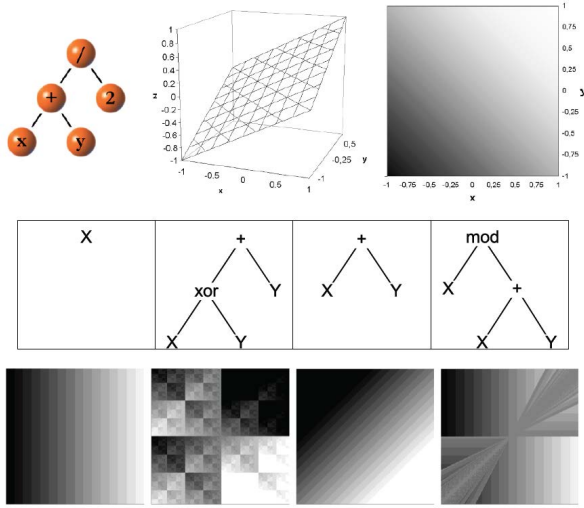 /
+ 2
x y
1
0.8
0.6
0.4
0.2
0
-0.2
-0.4
-0.6
-0.8
-1
z
-1 -0.5 0 0.5 1
x
0,5
-0,25
-1
y
1
0,75
0,5
0,25
0
-0,25
-0,5
-0,75
-1
y
-1 -0,75 -0,5 -0,25 0 0,25 0,5 0,75 1
x
X + + mod
xor Y X Y X +
X Y X Y